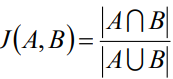 J(A,B) = |A∩B| / |A∪B|